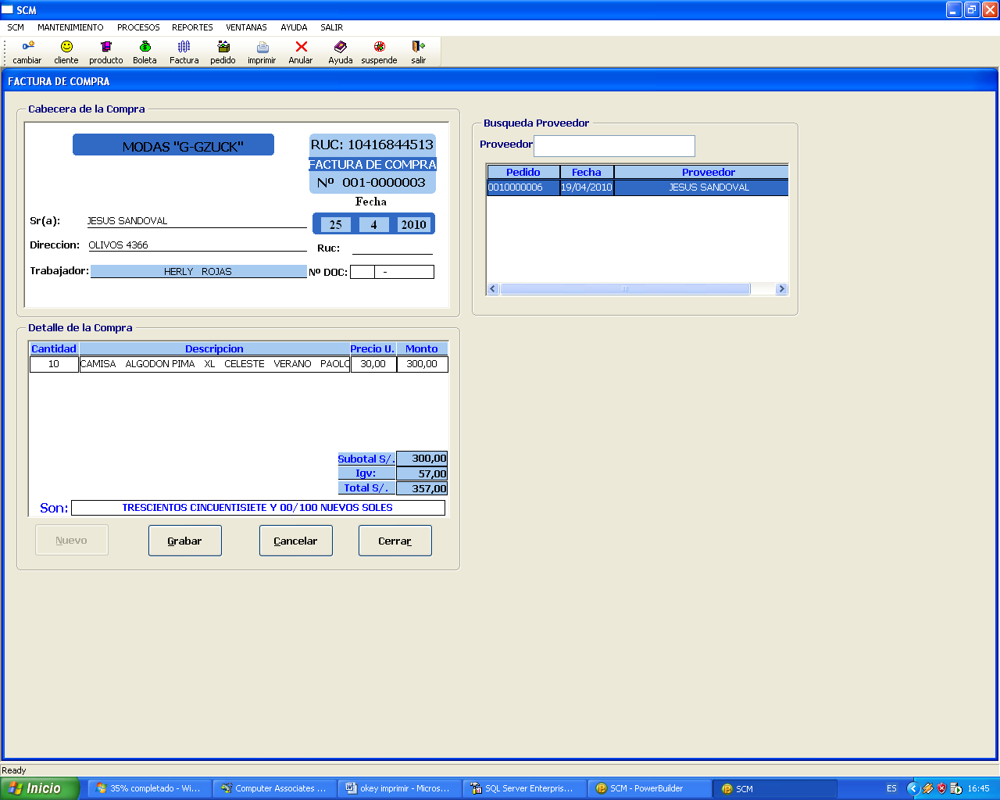 SCM
SCM MANTENIMIENTO PROCESOS REPORTES VENTANAS AYUDA SALIR
cambiar cliente producto Boleta Factura pedido imprimir Anular Ayuda suspende salir
FACTURA DE COMPRA
Cabecera de la Compra
MODAS "G-GZUCK"
RUC: 10416844513
FACTURA DE COMPRA
Nº 001-0000003
Fecha
25 4 2010
Sr(a): JESUS SANDOVAL
Direccion: OLIVOS 4366
Ruc:
Trabajador: HERLY ROJAS
Nº DOC: -
Busqueda Proveedor
Proveedor
Pedido Fecha Proveedor
0010000006 19/04/2010 JESUS SANDOVAL
Detalle de la Compra
Cantidad Descripcion Precio U. Monto
10 CAMISA ALGODON PIMA XL CELESTE VERANO PAOLO 30,00 300,00
Subotal S/. 300,00
Igv: 57,00
Total S/. 357,00
Son: TRESCIENTOS CINCUENTISIETE Y 00/100 NUEVOS SOLES
Nuevo Grabar Cancelar Cerrar
Ready
Inicio 35% completado - Wi... Computer Associates ... okey imprimir - Micros... SQL Server Enterpris... SCM - PowerBuilder SCM ES 16:45